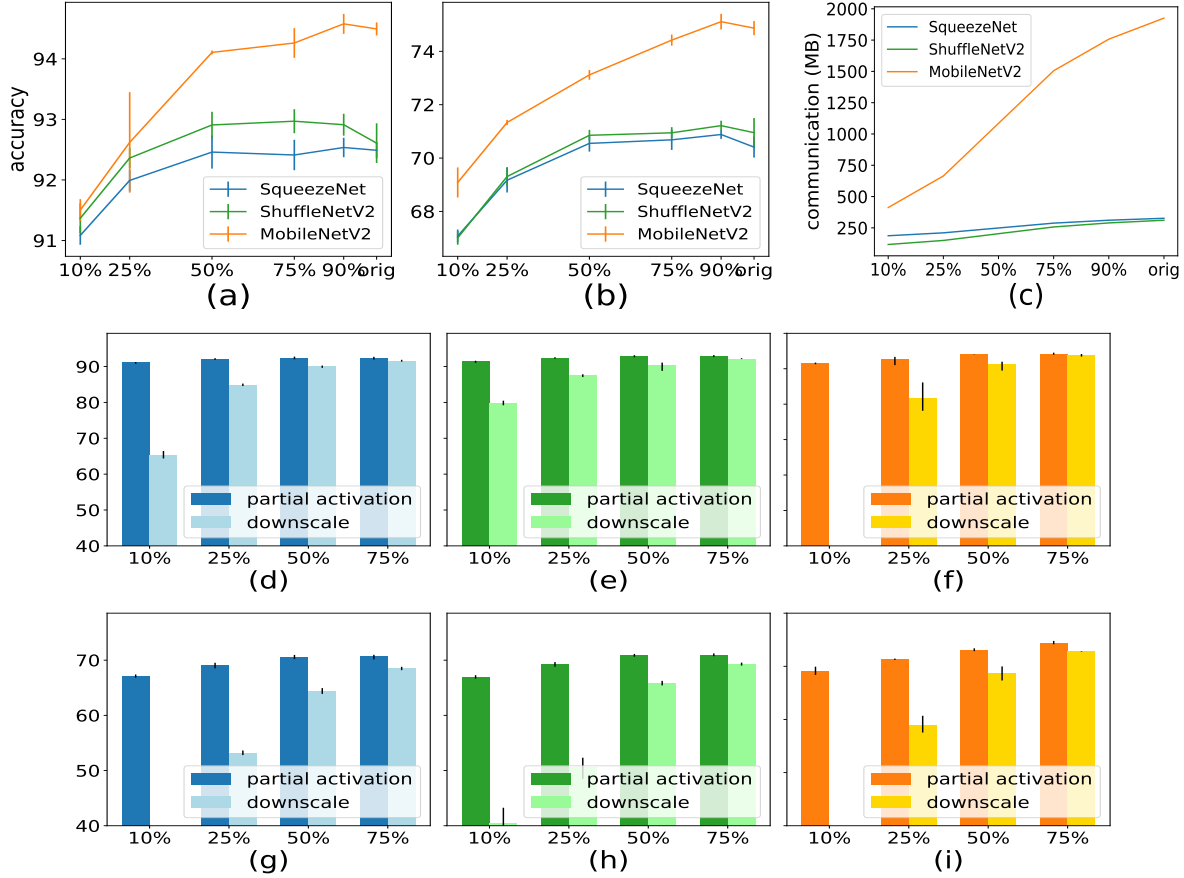 accuracy
94
93
92
91
SqueezeNet
ShuffleNetV2
MobileNetV2
10% 25% 50% 75% 90% orig
(a)
74
72
70
68
SqueezeNet
ShuffleNetV2
MobileNetV2
10% 25% 50% 75% 90% orig
(b)
communication (MB)
2000
1750
1500
1250
1000
750
500
250
SqueezeNet
ShuffleNetV2
MobileNetV2
10% 25% 50% 75% 90% orig
(c)
90
80
70
60
50
40
partial activation
downscale
10% 25% 50% 75%
(d)
partial activation
downscale
10% 25% 50% 75%
(e)
partial activation
downscale
10% 25% 50% 75%
(f)
70
60
50
40
partial activation
downscale
10% 25% 50% 75%
(g)
partial activation
downscale
10% 25% 50% 75%
(h)
partial activation
downscale
10% 25% 50% 75%
(i)